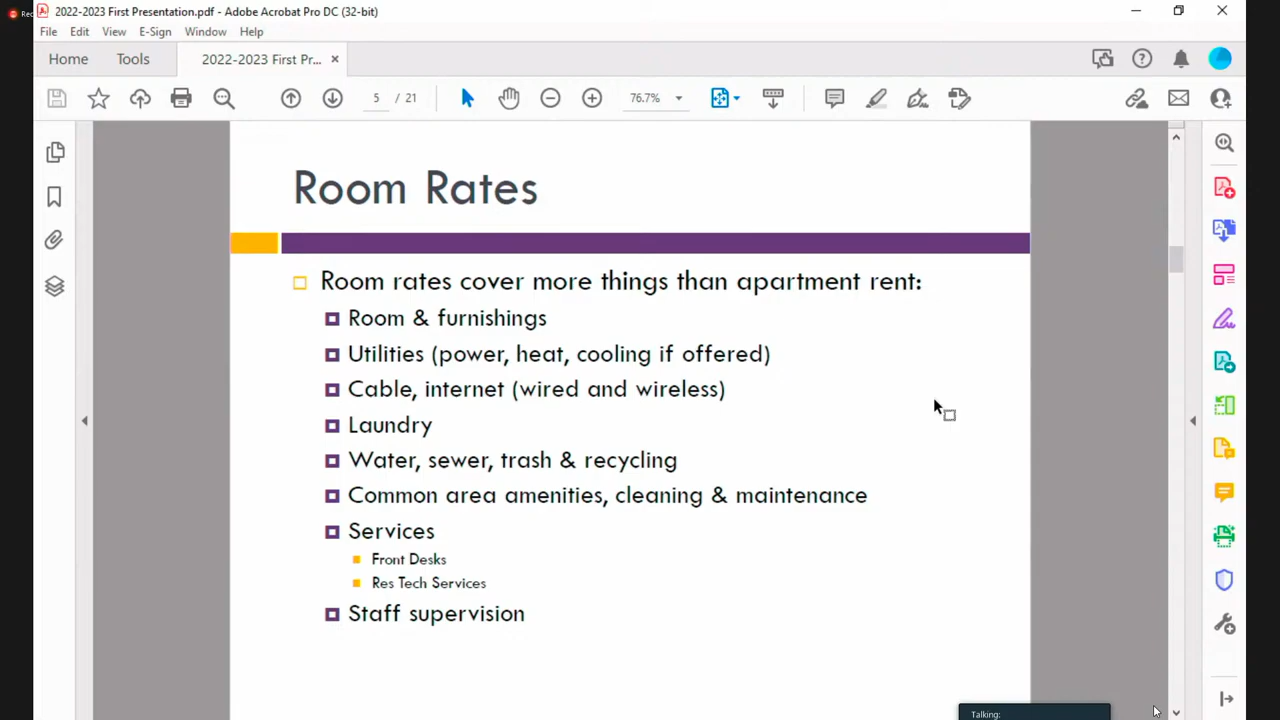 Rec
2022-2023 First Presentation.pdf - Adobe Acrobat Pro DC (32-bit)
File Edit View E-Sign Window Help
Home Tools 2022-2023 First Pr... ×
5 / 21 76.7%
Room Rates
Room rates cover more things than apartment rent:
Room & furnishings
Utilities (power, heat, cooling if offered)
Cable, internet (wired and wireless)
Laundry
Water, sewer, trash & recycling
Common area amenities, cleaning & maintenance
Services
Front Desks
Res Tech Services
Staff supervision
Talking: